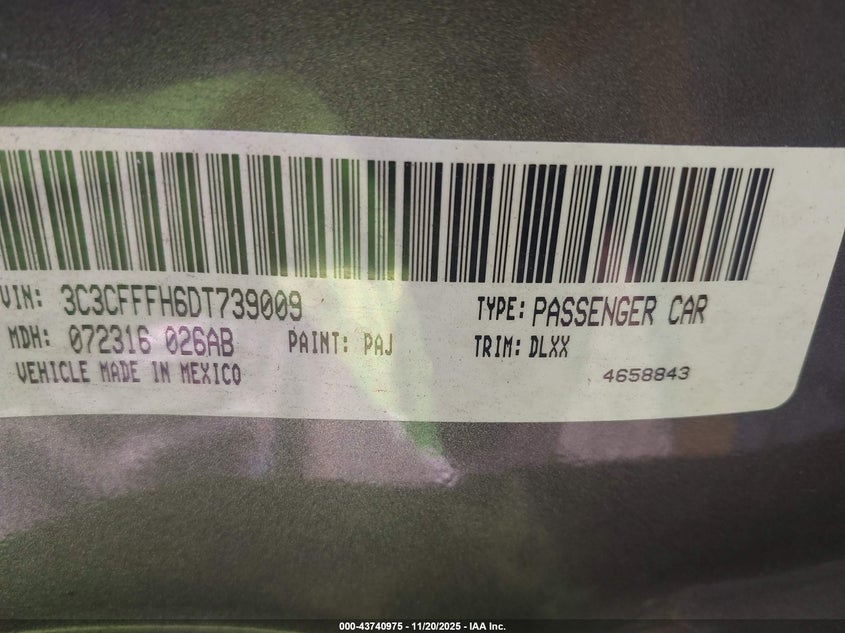 VIN: 3C3CFFFH6DT739009 TYPE: PASSENGER CAR
MDH: 072316 026AB PAINT: PAJ TRIM: DLXX
VEHICLE MADE IN MEXICO 4658843
000-43740975 - 11/20/2025 - IAA Inc.